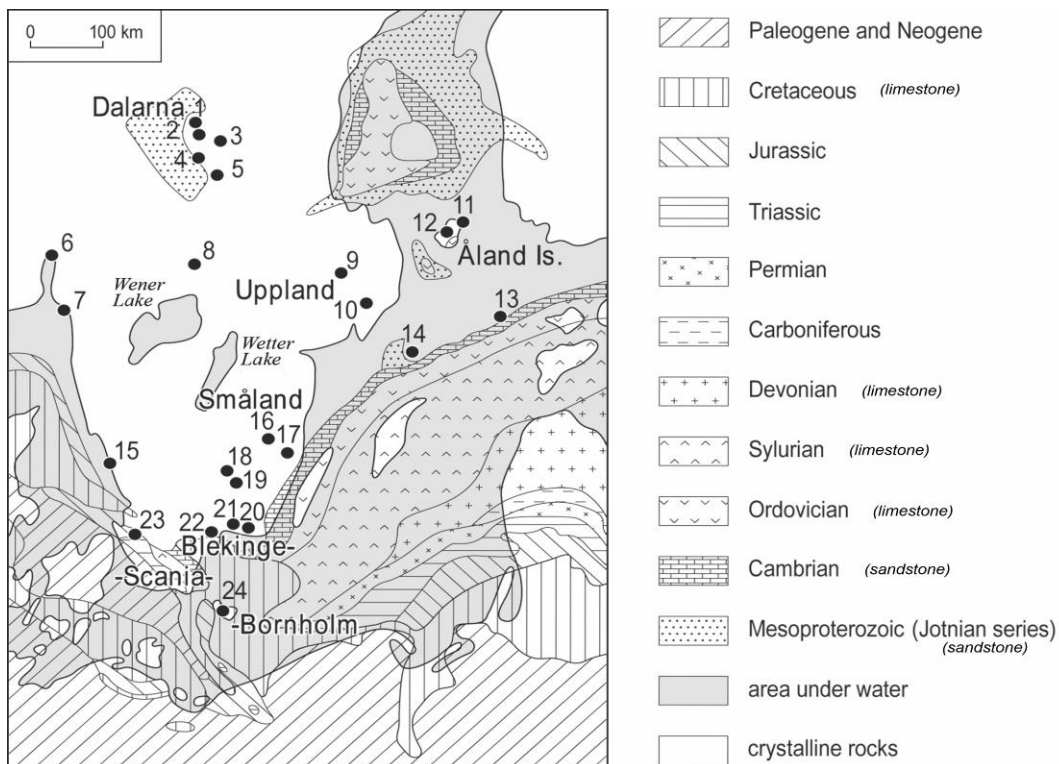 0 100 km
Dalarna 1
2
3
4
5
6
7
8
Wener
Lake
Uppland
9
10
11
12
Åland Is.
13
14
Wetter
Lake
Småland
15
16
17
18
19
20
21
22
23
Blekinge-
-Scania-
24
-Bornholm
Paleogene and Neogene
Cretaceous (limestone)
Jurassic
Triassic
Permian
Carboniferous
Devonian (limestone)
Sylurian (limestone)
Ordovician (limestone)
Cambrian (sandstone)
Mesoproterozoic (Jotnian series)
(sandstone)
area under water
crystalline rocks